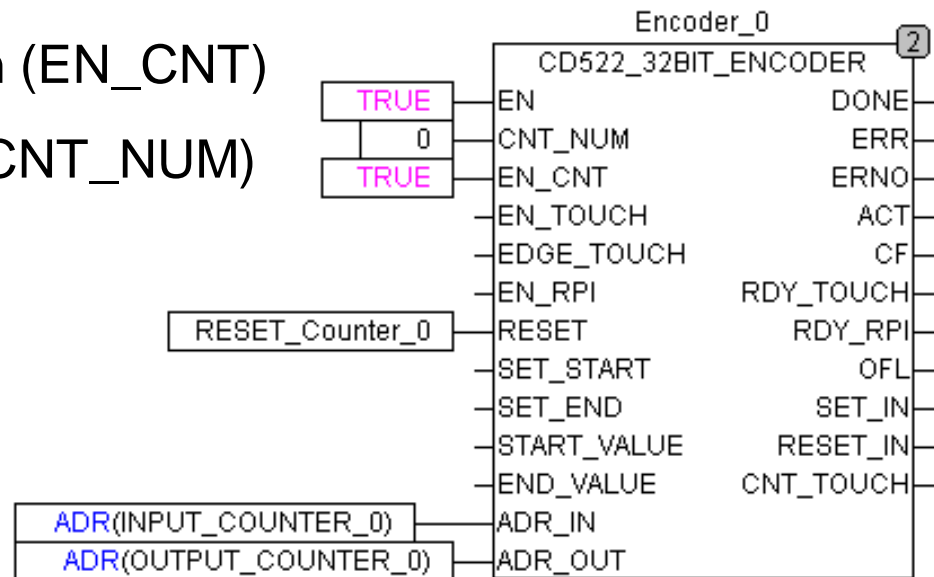 Encoder_0
2
CD522_32BIT_ENCODER
(EN_CNT)
TRUE EN DONE
0 CNT_NUM ERR
CNT_NUM)
TRUE EN_CNT ERNO
EN_TOUCH ACT
EDGE_TOUCH CF
EN_RPI RDY_TOUCH
RESET_Counter_0 RESET RDY_RPI
SET_START OFL
SET_END SET_IN
START_VALUE RESET_IN
END_VALUE CNT_TOUCH
ADR(INPUT_COUNTER_0) ADR_IN
ADR(OUTPUT_COUNTER_0) ADR_OUT